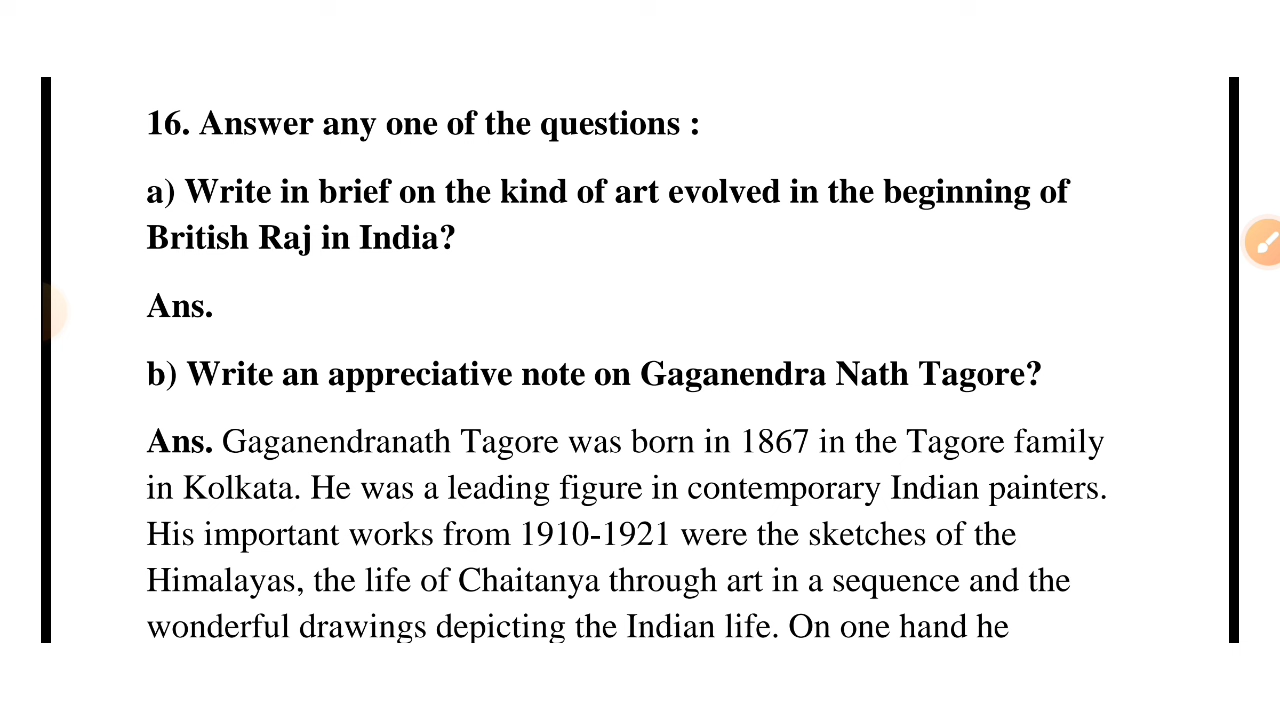 16. Answer any one of the questions :
a) Write in brief on the kind of art evolved in the beginning of
British Raj in India?
Ans.
b) Write an appreciative note on Gaganendra Nath Tagore?
Ans. Gaganendranath Tagore was born in 1867 in the Tagore family
in Kolkata. He was a leading figure in contemporary Indian painters.
His important works from 1910-1921 were the sketches of the
Himalayas, the life of Chaitanya through art in a sequence and the
wonderful drawings depicting the Indian life. On one hand he